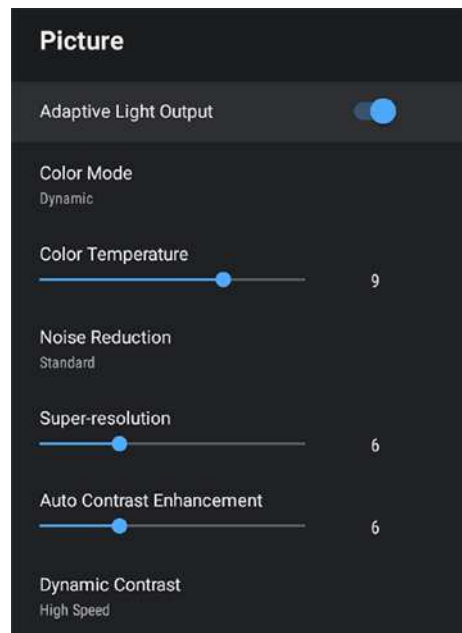 Picture
Adaptive Light Output
Color Mode
Dynamic
Color Temperature
9
Noise Reduction
Standard
Super-resolution
6
Auto Contrast Enhancement
6
Dynamic Contrast
High Speed